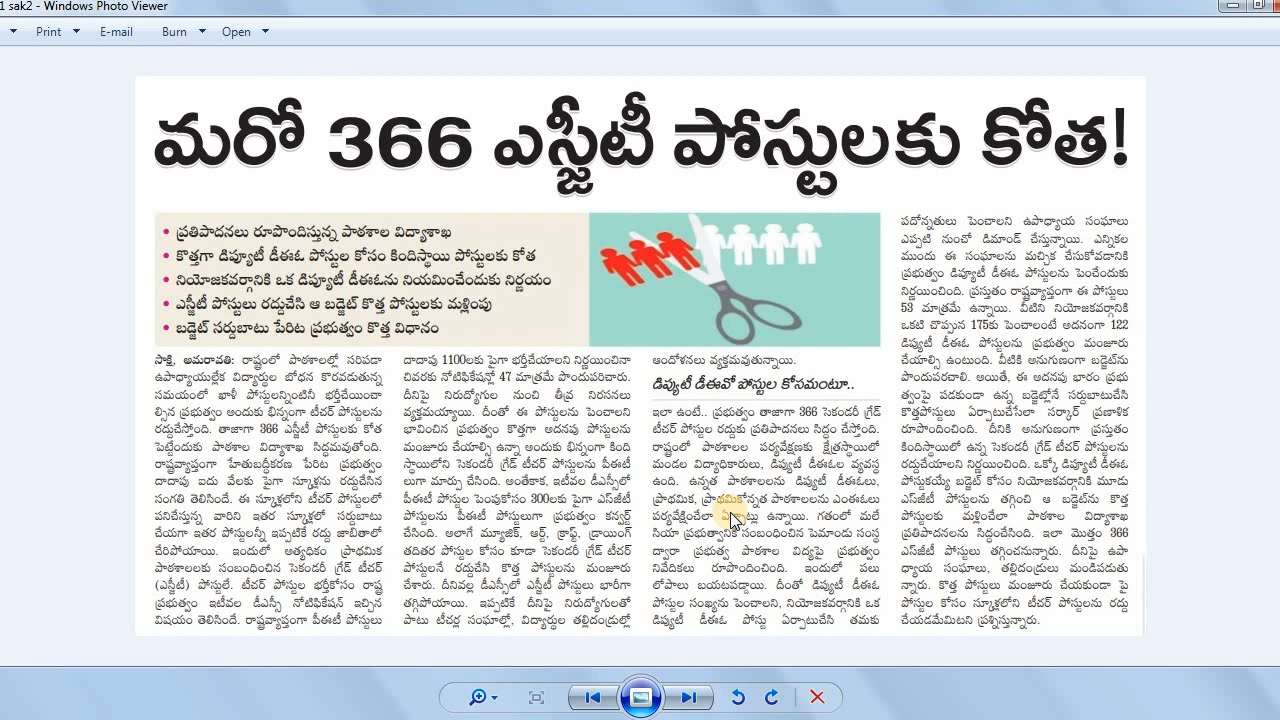 1 sak2 - Windows Photo Viewer
Print E-mail Burn Open
మరో 366 ఎస్జీటీ పోస్టులకు కోత!
• ప్రతిపాదనలు రూపొందిస్తున్న పాఠశాల విద్యాశాఖ
• కొత్తగా డిప్యూటీ డీఈఓ పోస్టుల కోసం కిందిస్థాయి పోస్టులకు కోత
• నియోజకవర్గానికి ఒక డిప్యూటీ డీఈఓను నియమించేందుకు నిర్ణయం
• ఎస్జీటీ పోస్టులు రద్దుచేసి ఆ బడ్జెట్ కొత్త పోస్టులకు మళ్లింపు
• బడ్జెట్ సర్దుబాటు పేరిట ప్రభుత్వం కొత్త విధానం
సాక్షి, అమరావతి: రాష్ట్రంలో పాఠశాలల్లో సరిపడా
ఉపాధ్యాయుల్లేక విద్యార్థుల బోధన కొరవడుతున్న
సమయంలో ఖాళీ పోస్టులన్నింటినీ భర్తీచేయించా
ల్సిన ప్రభుత్వం అందుకు భిన్నంగా టీచర్ పోస్టులను
రద్దుచేస్తోంది. తాజాగా 366 ఎస్జీటీ పోస్టులకు కోత
పెట్టేందుకు పాఠశాల విద్యాశాఖ సిద్ధమవుతోంది.
రాష్ట్రవ్యాప్తంగా హేతుబద్ధీకరణ పేరిట ప్రభుత్వం
దాదాపు ఐదు వేలకు పైగా స్కూళ్లను రద్దుచేసిన
సంగతి తెలిసిందే. ఈ స్కూళ్లలోని టీచర్ పోస్టులలో
పనిచేస్తున్న వారిని ఇతర స్కూళ్లలో సర్దుబాటు
చేయగా ఇతర పోస్టులన్నీ ఇప్పటికే రద్దు జాబితాలో
చేరిపోయాయి. ఇందులో అత్యధికం ప్రాథమిక
పాఠశాలలకు సంబంధించిన సెకండరీ గ్రేడ్ టీచర్
(ఎస్జీటీ) పోస్టులే. టీచర్ పోస్టుల భర్తీకోసం రాష్ట్ర
ప్రభుత్వం ఇటీవల డీఎస్సీ నోటిఫికేషన్ ఇచ్చిన
విషయం తెలిసిందే. రాష్ట్రవ్యాప్తంగా పీఈటీ పోస్టులు
దాదాపు 1100లకు పైగా భర్తీచేయాలని నిర్ణయించినా
చివరకు నోటిఫికేషన్లో 47 మాత్రమే పొందుపరిచారు.
దీనిపై నిరుద్యోగుల నుంచి తీవ్ర నిరసనలు
వ్యక్తమయ్యాయి. దీంతో ఈ పోస్టులను పెంచాలని
భావించిన ప్రభుత్వం కొత్తగా అదనపు పోస్టులను
మంజూరు చేయాల్సి ఉన్నా అందుకు భిన్నంగా కింది
స్థాయిలోని సెకండరీ గ్రేడ్ టీచర్ పోస్టులను పీఈటీ
లుగా మార్పు చేసింది. అంతేకాక, ఇటీవల డీఎస్సీలో
పీఈటీ పోస్టుల పెంపుకోసం 300లకు పైగా ఎస్జీటీ
పోస్టులను పీఈటీ పోస్టులుగా ప్రభుత్వం కన్వర్ట్
చేసింది. అలాగే మ్యూజిక్, ఆర్ట్, క్రాఫ్ట్, డ్రాయింగ్
తదితర పోస్టుల కోసం కూడా సెకండరీ గ్రేడ్ టీచర్
పోస్టులనే రద్దుచేసి కొత్త పోస్టులను మంజూరు
చేశారు. దీనివల్ల డీఎస్సీలో ఎస్జీటీ పోస్టులు భారీగా
తగ్గిపోయాయి. ఇప్పటికే దీనిపై నిరుద్యోగులతో
పాటు టీచర్ల సంఘాల్లో, విద్యార్థుల తల్లిదండ్రుల్లో
ఆందోళనలు వ్యక్తమవుతున్నాయి.
డిప్యుటీ డీఈవో పోస్టుల కోసమంటూ..
ఇలా ఉంటే.. ప్రభుత్వం తాజాగా 366 సెకండరీ గ్రేడ్
టీచర్ పోస్టుల రద్దుకు ప్రతిపాదనలు సిద్ధం చేస్తోంది.
రాష్ట్రంలో పాఠశాలల పర్యవేక్షణకు క్షేత్రస్థాయిలో
మండల విద్యాధికారులు, డిప్యుటీ డీఈఓల వ్యవస్థ
ఉంది. ఉన్నత పాఠశాలలను డిప్యుటీ డీఈఓలు,
ప్రాథమిక, ప్రాథమికోన్నత పాఠశాలలను ఎంఈఓలు
పర్యవేక్షించేలా ఉన్నాయి. గతంలో మలే
సియా ప్రభుత్వానికి సంబంధించిన పెమాందు సంస్థ
ద్వారా ప్రభుత్వ పాఠశాల విద్యపై ప్రభుత్వం
నివేదికలు రూపొందించింది. ఇందులో పలు
లోపాలు బయటపడ్డాయి. దీంతో డిప్యుటీ డీఈఓ
పోస్టుల సంఖ్యను పెంచాలని, నియోజకవర్గానికి ఒక
డిప్యుటీ డీఈఓ పోస్టు ఏర్పాటుచేసి తమకు
పదోన్నతులు పెంచాలని ఉపాధ్యాయ సంఘాలు
ఎప్పటి నుంచో డిమాండ్ చేస్తున్నాయి. ఎన్నికల
ముందు ఈ సంఘాలను మచ్చిక చేసుకోవడానికి
ప్రభుత్వం డిప్యూటీ డీఈఓ పోస్టులను పెంచేందుకు
నిర్ణయించింది. ప్రస్తుతం రాష్ట్రవ్యాప్తంగా ఈ పోస్టులు
53 మాత్రమే ఉన్నాయి. వీటిని నియోజకవర్గానికి
ఒకటి చొప్పున 175కు పెంచాలంటే అదనంగా 122
డిప్యుటీ డీఈఓ పోస్టులను ప్రభుత్వం మంజూరు
చేయాల్సి ఉంటుంది. వీటికి అనుగుణంగా బడ్జెట్‌ను
పొందుపరచాలి. అయితే, ఈ అదనపు భారం ప్రభు
త్వంపై పడకుండా ఉన్న బడ్జెట్లోనే సర్దుబాటుచేసి
కొత్తపోస్టులు ఏర్పాటుచేసేలా సర్కార్ ప్రణాళిక
రూపొందించింది. దీనికి అనుగుణంగా ప్రస్తుతం
కిందిస్థాయిలో ఉన్న సెకండరీ గ్రేడ్ టీచర్ పోస్టులను
రద్దుచేయాలని నిర్ణయించింది. ఒక్కో డిప్యూటీ డీఈఓ
పోస్టుకయ్యే బడ్జెట్ కోసం నియోజకవర్గానికి మూడు
ఎస్‌జీటీ పోస్టులను తగ్గించి ఆ బడ్జెట్‌ను కొత్త
పోస్టులకు మళ్లించేలా పాఠశాల విద్యాశాఖ
ప్రతిపాదనలను సిద్ధంచేసింది. ఇలా మొత్తం 366
ఎస్‌జీటీ పోస్టులు తగ్గించనున్నారు. దీనిపై ఉపా
ధ్యాయ సంఘాలు, తల్లిదండ్రులు మండిపడుతు
న్నారు. కొత్త పోస్టులు మంజూరు చేయకుండా పై
పోస్టుల కోసం స్కూళ్లలోని టీచర్ పోస్టులను రద్దు
చేయడమేమిటని ప్రశ్నిస్తున్నారు.